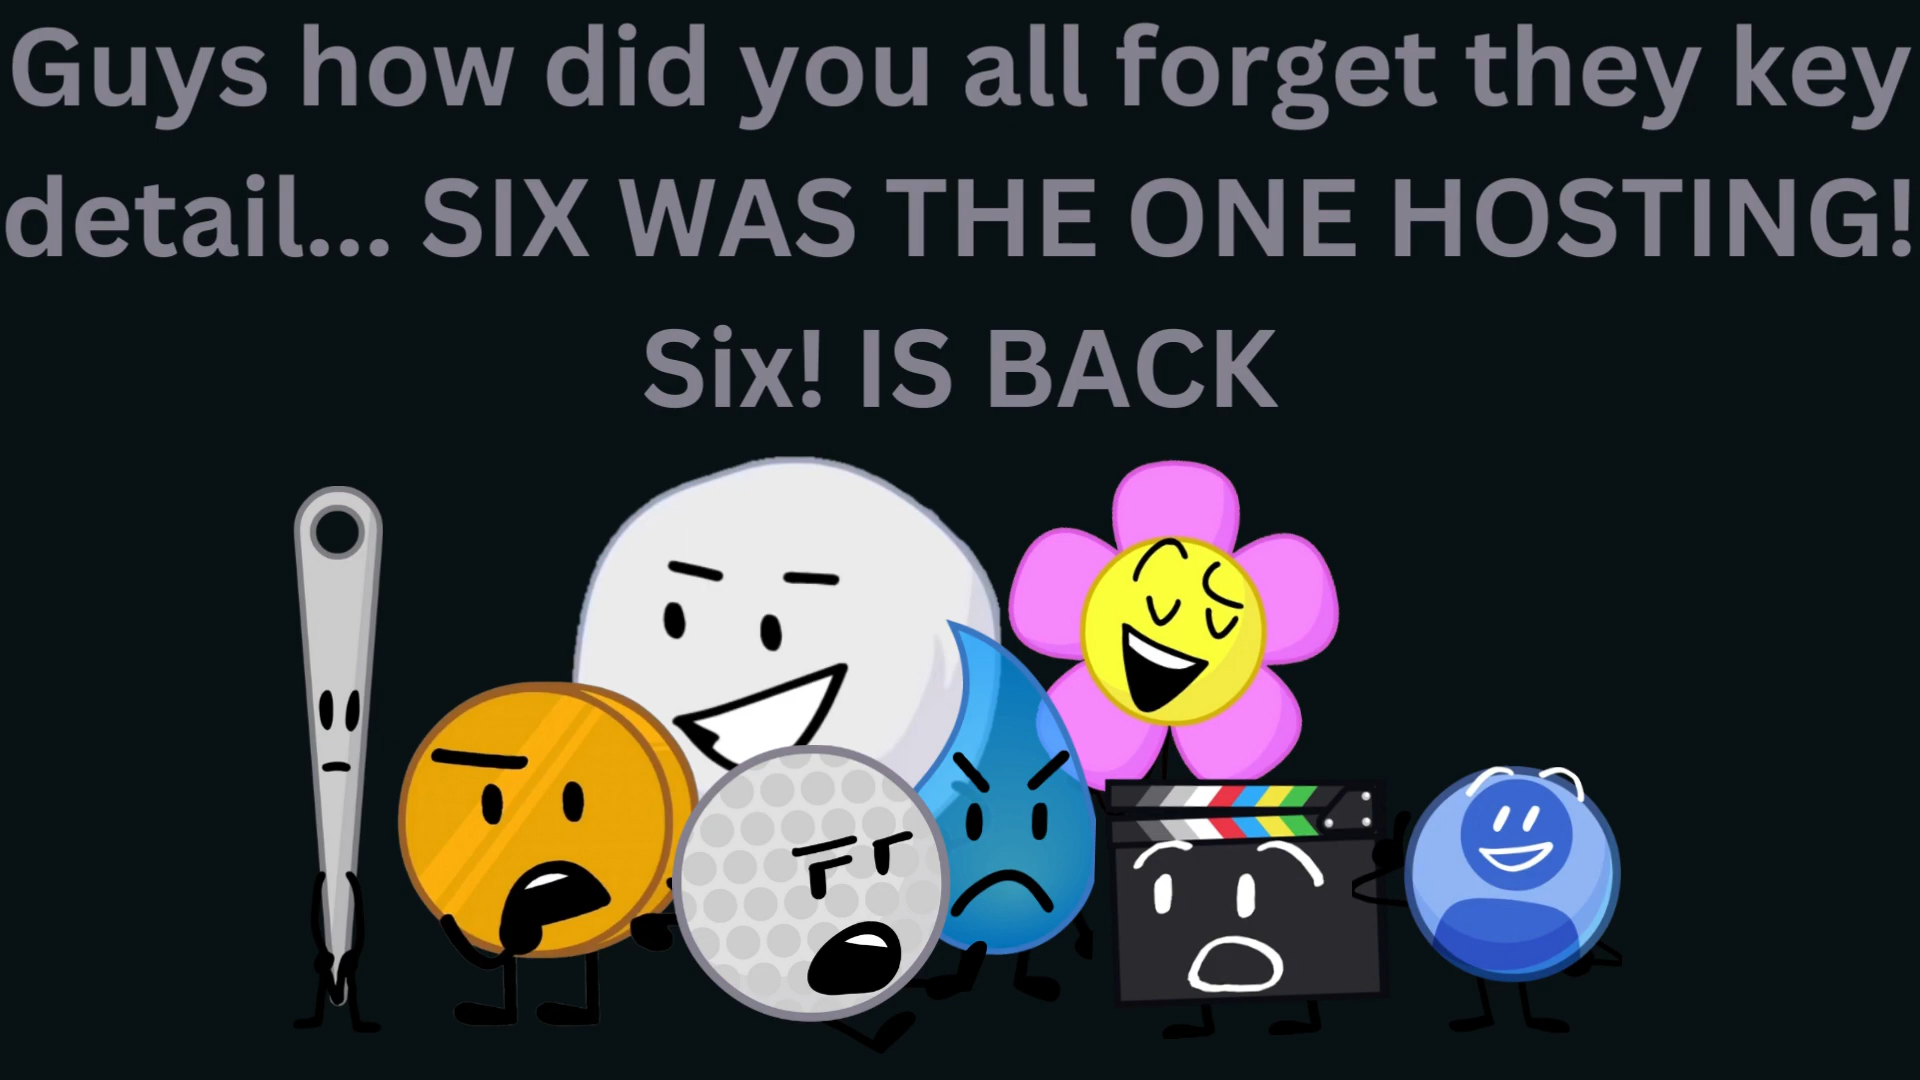 Guys how did you all forget they key
detail... SIX WAS THE ONE HOSTING!
Six! IS BACK